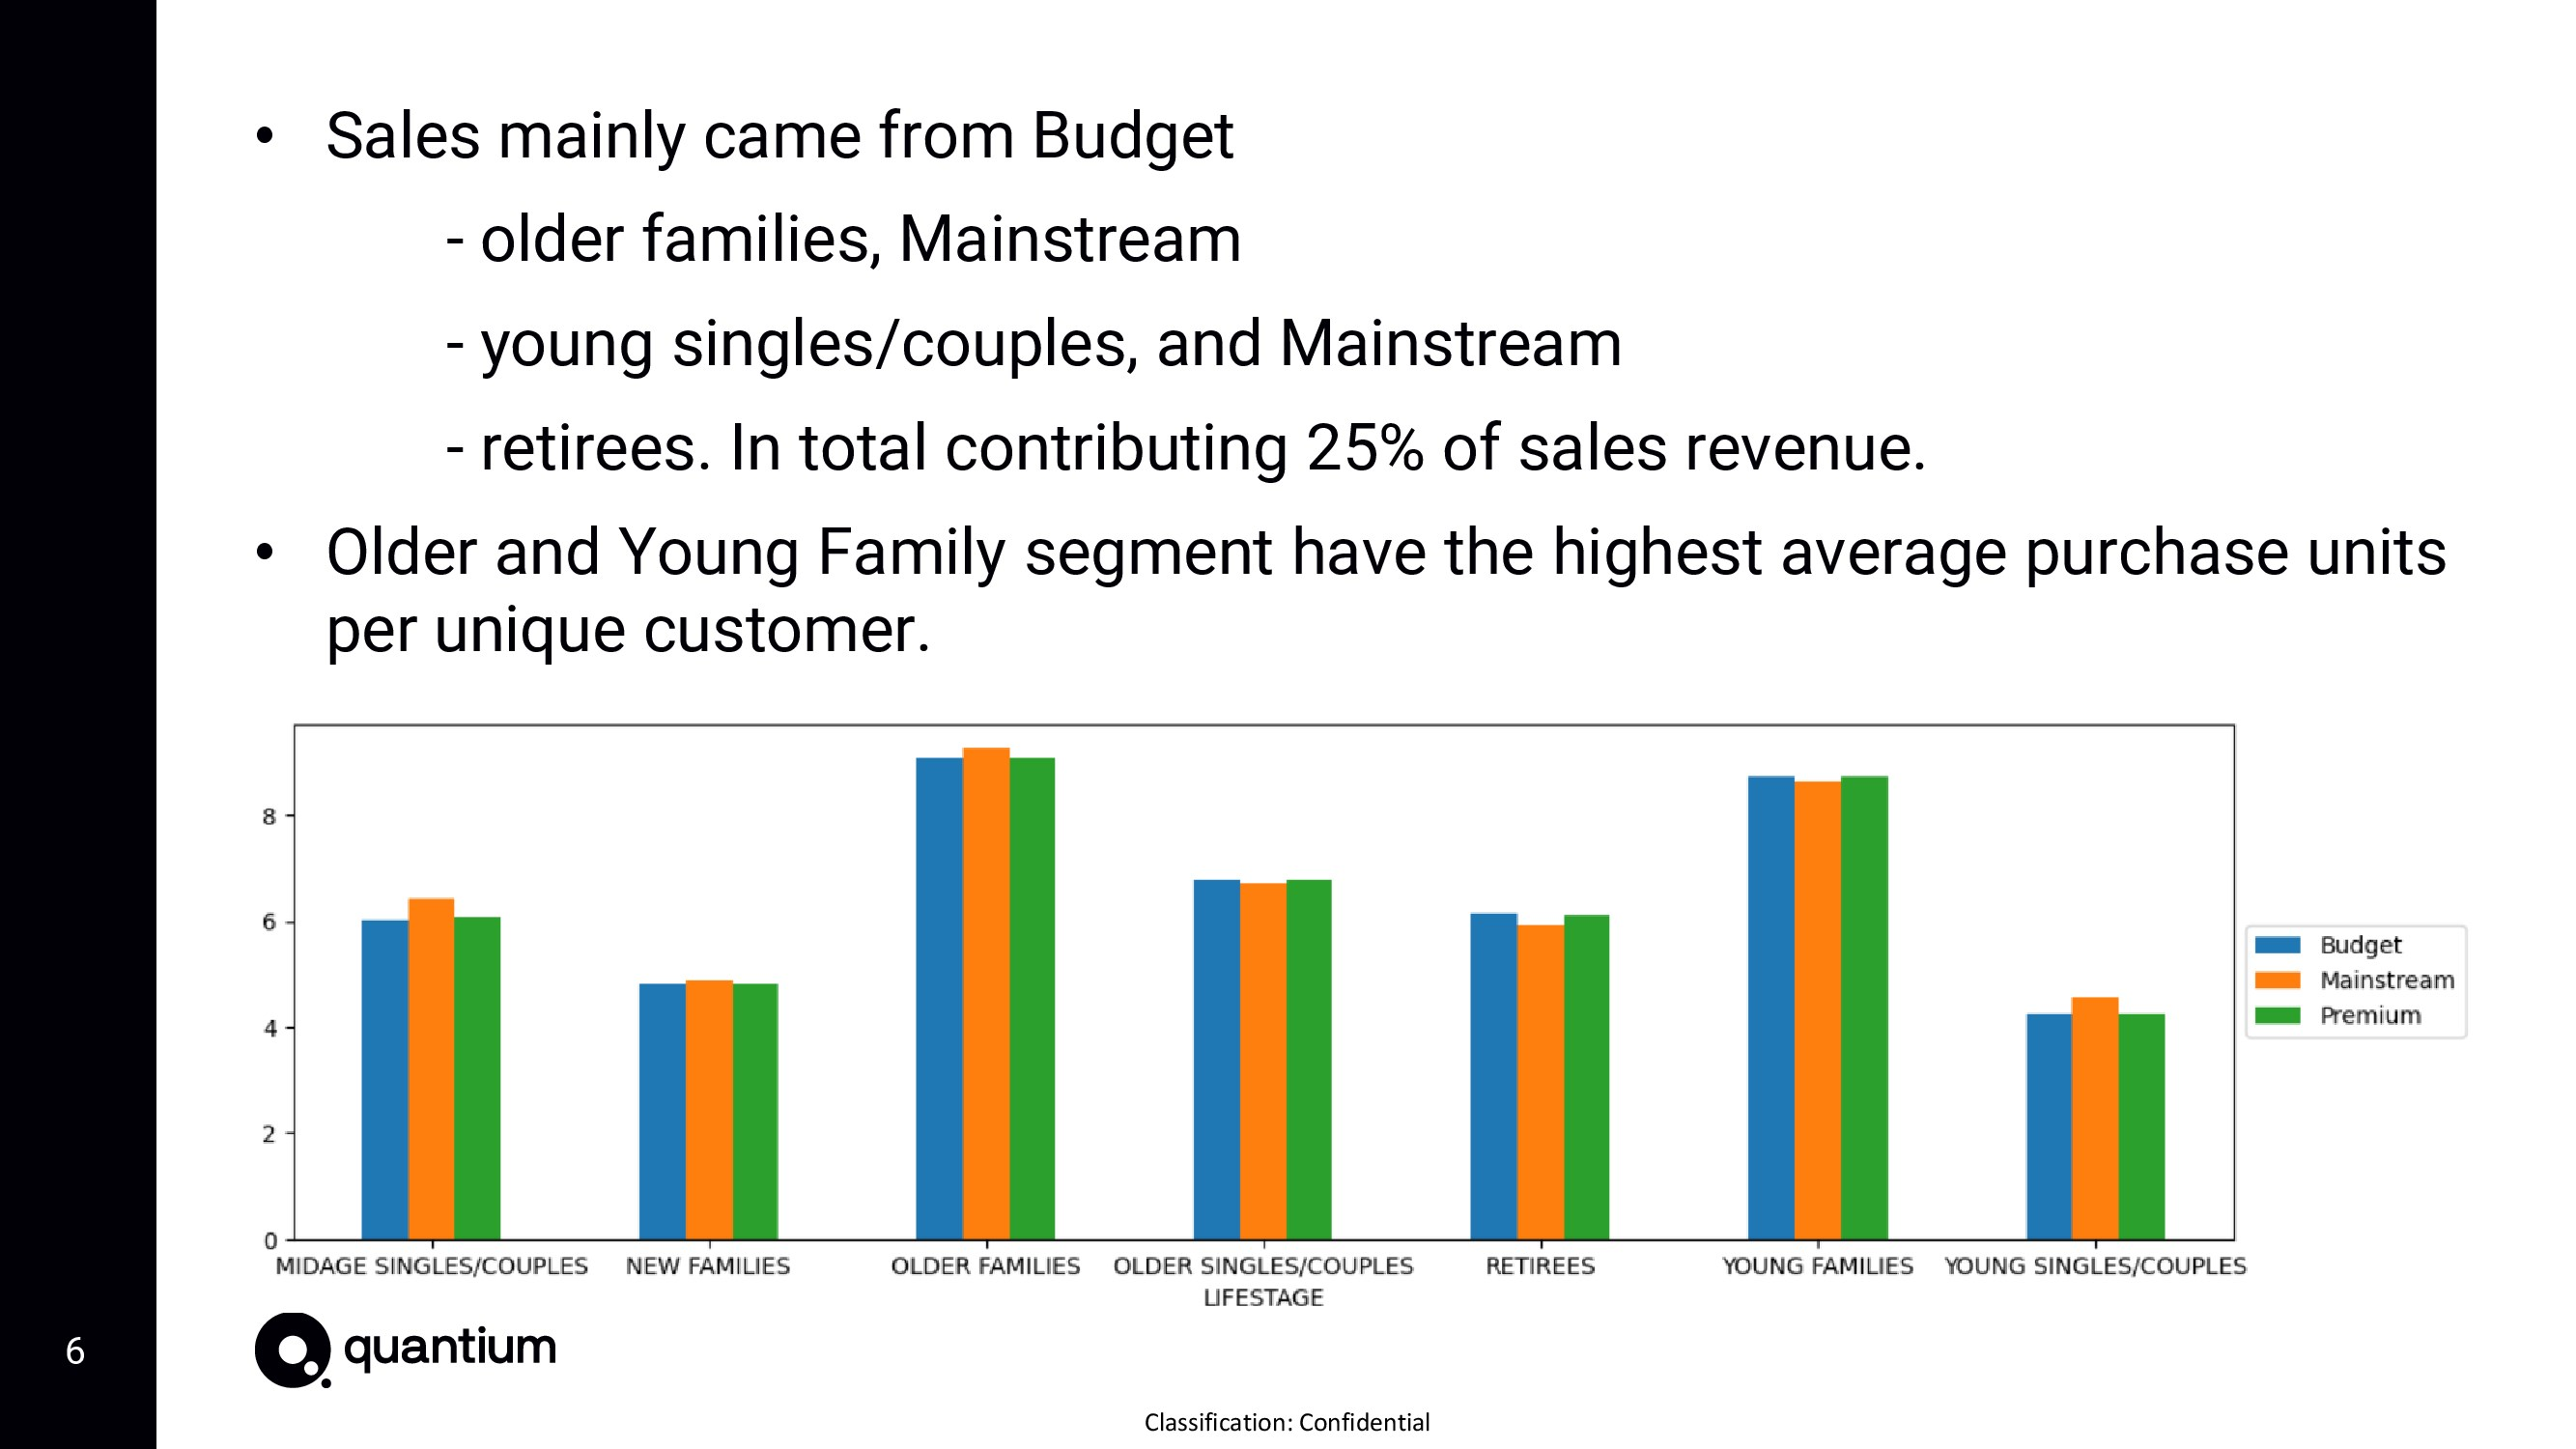 • Sales mainly came from Budget
- older families, Mainstream
- young singles/couples, and Mainstream
- retirees. In total contributing 25% of sales revenue.
• Older and Young Family segment have the highest average purchase units
per unique customer.
8
6
4
2
0
Budget
Mainstream
Premium
MIDAGE SINGLES/COUPLES NEW FAMILIES OLDER FAMILIES OLDER SINGLES/COUPLES RETIREES YOUNG FAMILIES YOUNG SINGLES/COUPLES
LIFESTAGE
6
quantium
Classification: Confidential